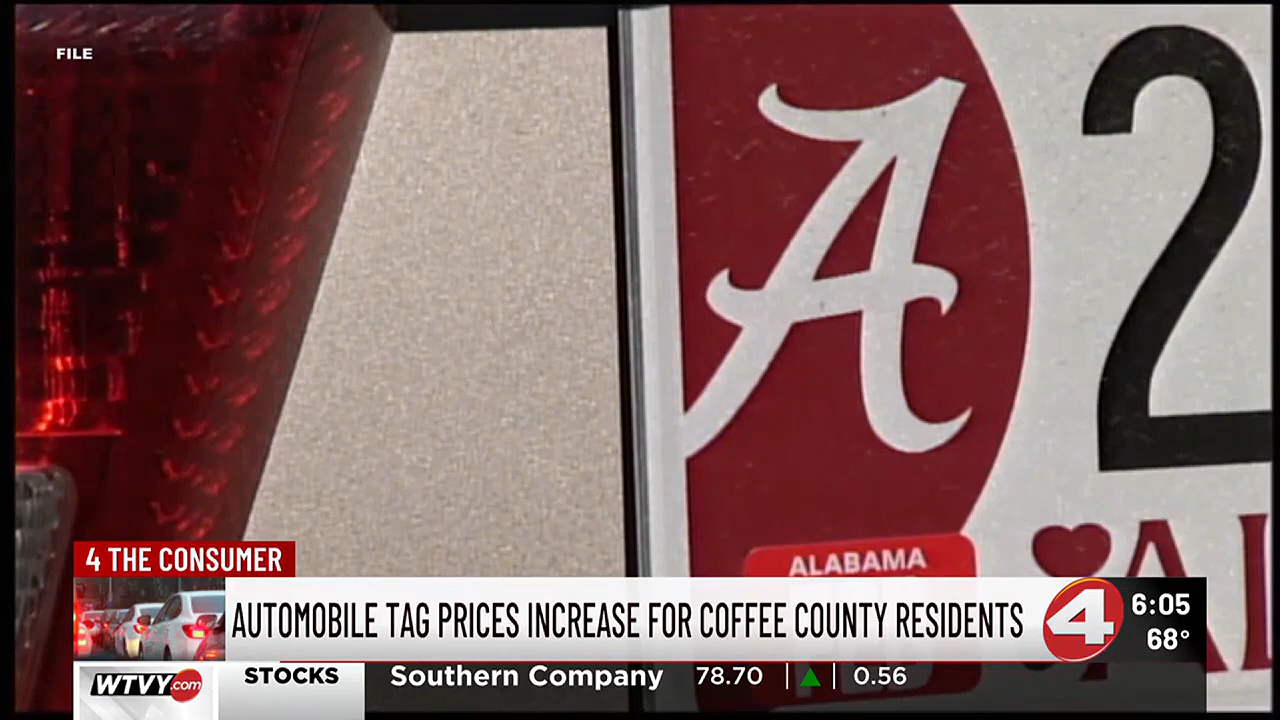 FILE
A
2
ALABAMA
4 THE CONSUMER
AUTOMOBILE TAG PRICES INCREASE FOR COFFEE COUNTY RESIDENTS
4
6:05
68°
WTVY.com
STOCKS
Southern Company 78.70 0.56